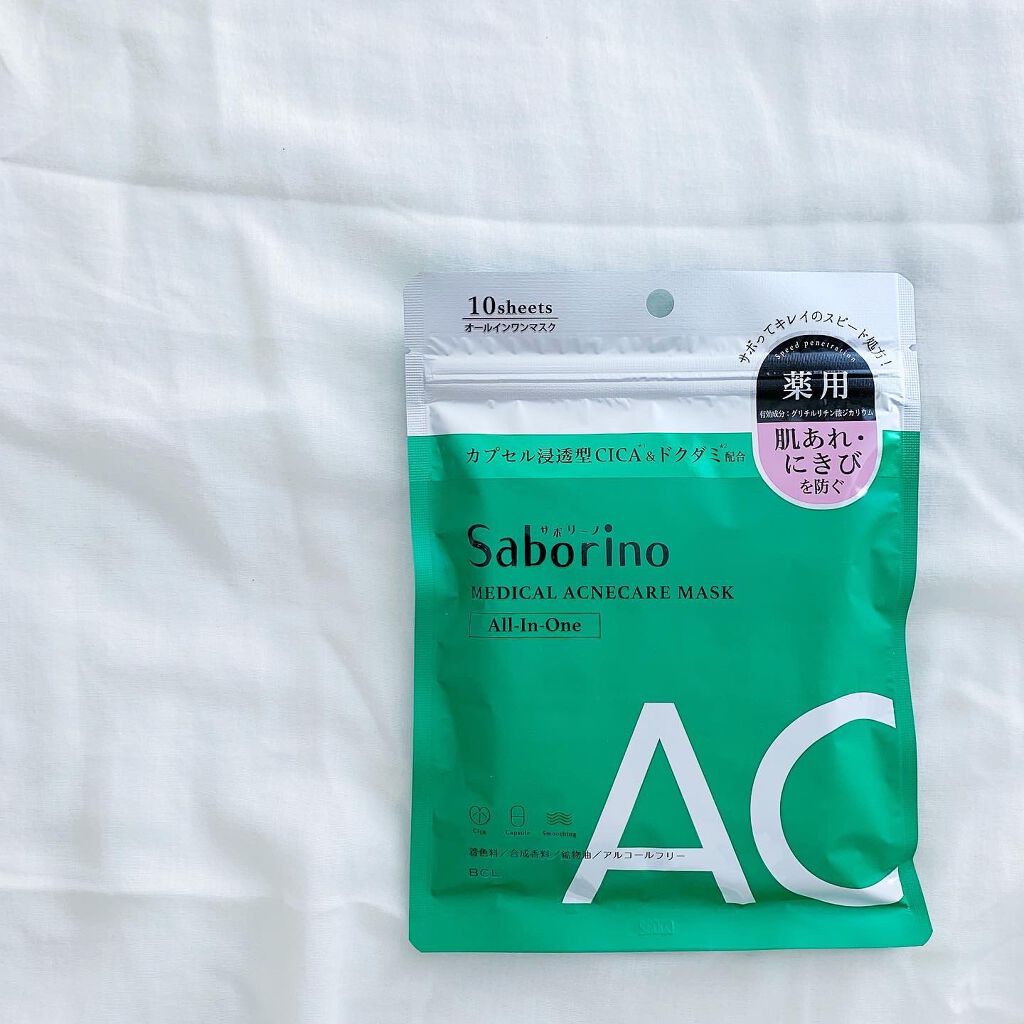 10sheets
オールインワンマスク
サボってキレイのスピード処方!
Speed penetration
薬用
有効成分:グリチルリチン酸ジカリウム
肌あれ・
にきび
を防ぐ
カプセル浸透型CICA*1&ドクダミ*2配合
サボリーノ
Saborino
MEDICAL ACNECARE MASK
All-In-One
AC
Cica Capsule Smoothing
着色料/合成香料/鉱物油/アルコールフリー
BCL